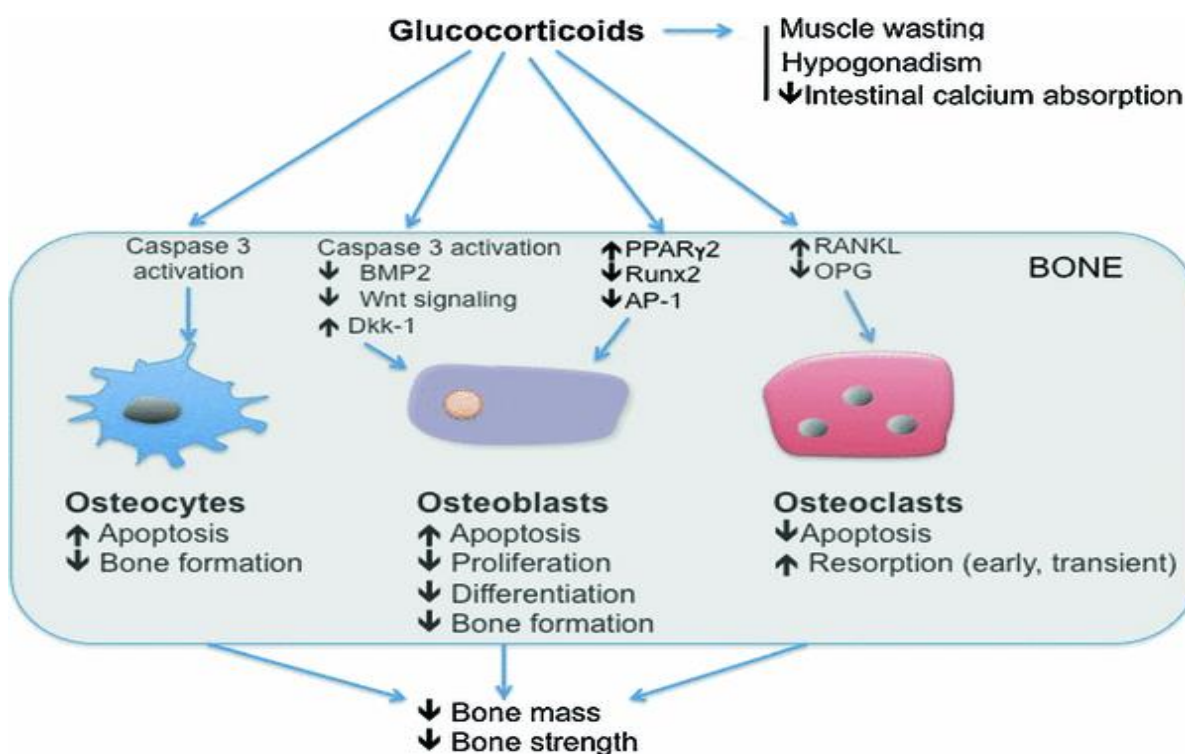 Glucocorticoids
Muscle wasting
Hypogonadism
↓Intestinal calcium absorption
BONE
Caspase 3
activation
Caspase 3 activation
↓ BMP2
↓ Wnt signaling
↑ Dkk-1
↑PPARγ2
↓Runx2
↓AP-1
↑RANKL
↓OPG
Osteocytes
↑ Apoptosis
↓ Bone formation
Osteoblasts
↑ Apoptosis
↓ Proliferation
↓ Differentiation
↓ Bone formation
Osteoclasts
↓Apoptosis
↑ Resorption (early, transient)
↓ Bone mass
↓ Bone strength